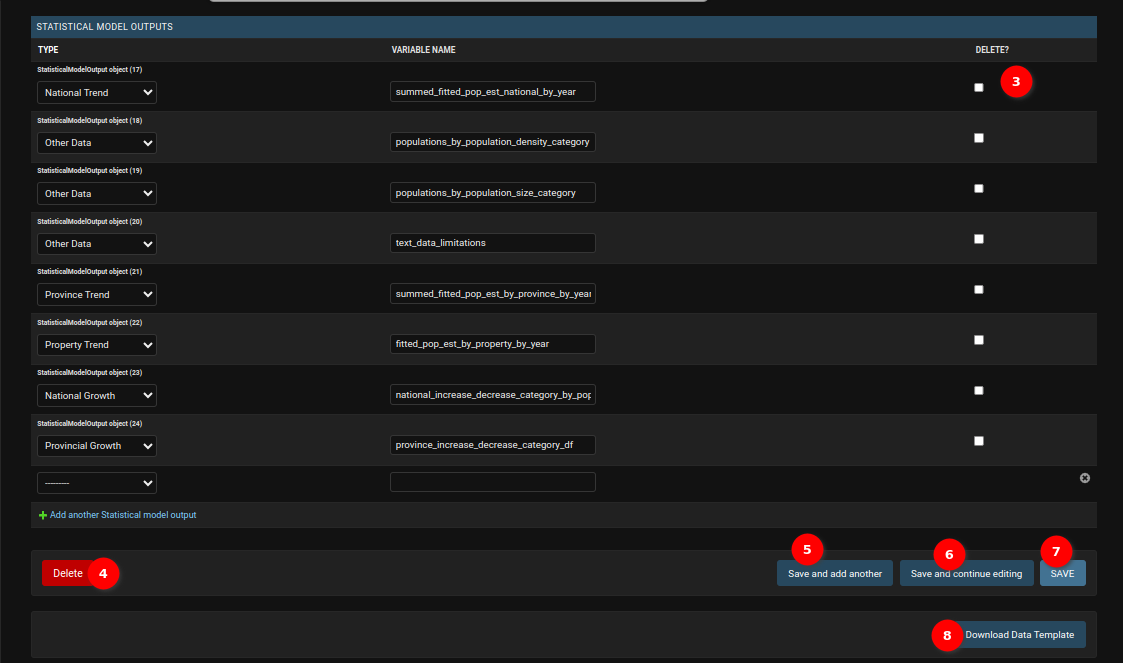 STATISTICAL MODEL OUTPUTS
TYPE VARIABLE NAME DELETE?
StatisticalModelOutput object (17)
National Trend summed_fitted_pop_est_national_by_year 3
StatisticalModelOutput object (18)
Other Data populations_by_population_density_category
StatisticalModelOutput object (19)
Other Data populations_by_population_size_category
StatisticalModelOutput object (20)
Other Data text_data_limitations
StatisticalModelOutput object (21)
Province Trend summed_fitted_pop_est_by_province_by_year
StatisticalModelOutput object (22)
Property Trend fitted_pop_est_by_property_by_year
StatisticalModelOutput object (23)
National Growth national_increase_decrease_category_by_pop
StatisticalModelOutput object (24)
Provincial Growth province_increase_decrease_category_df
---------
Add another Statistical model output
Delete 4 5 Save and add another 6 Save and continue editing 7 SAVE
8 Download Data Template